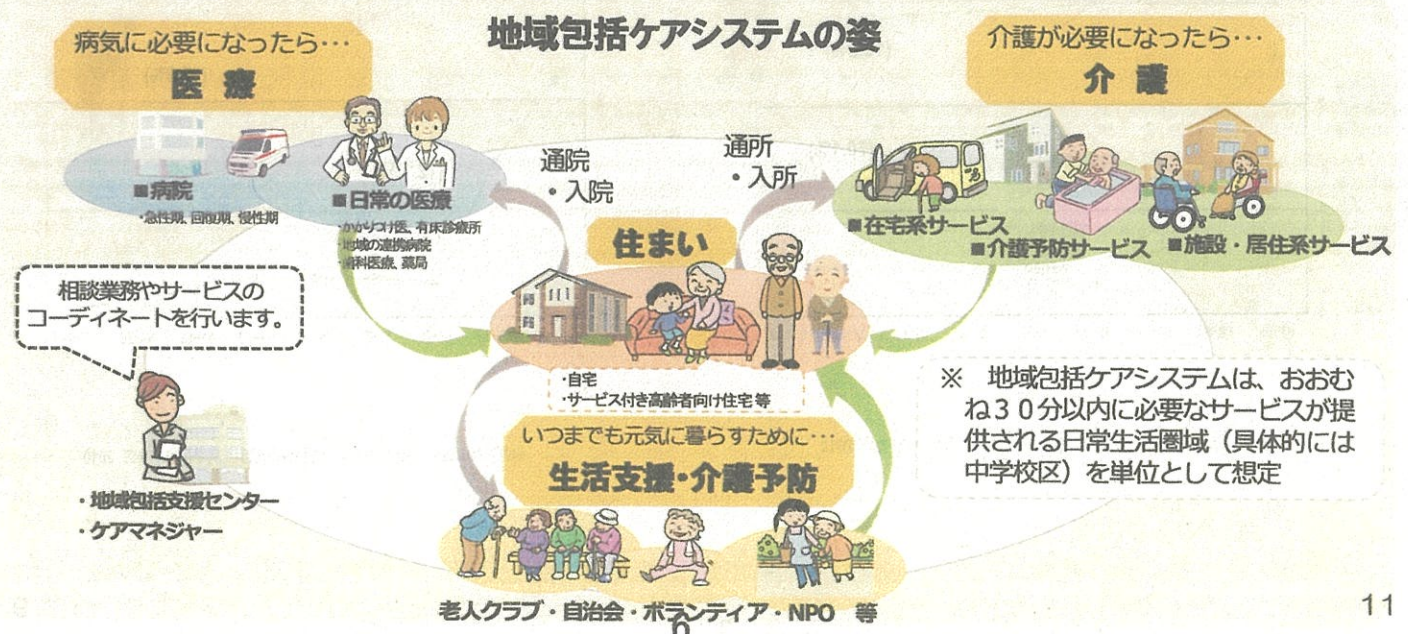 地域包括ケアシステムの姿
病気に必要になったら…
医療
■病院
・急性期、回復期、慢性期
■日常の医療
・かかりつけ医、有床診療所
・地域の連携病院
・歯科医療、薬局
通院
・入院
通所
・入所
介護が必要になったら…
介護
■在宅系サービス
■介護予防サービス
■施設・居住系サービス
住まい
・自宅
・サービス付き高齢者向け住宅 等
相談業務やサービスの
コーディネートを行います。
・地域包括支援センター
・ケアマネジャー
いつまでも元気に暮らすために…
生活支援・介護予防
老人クラブ・自治会・ボランティア・NPO 等
※ 地域包括ケアシステムは、おおむ
ね30分以内に必要なサービスが提
供される日常生活圏域（具体的には
中学校区）を単位として想定
6
11